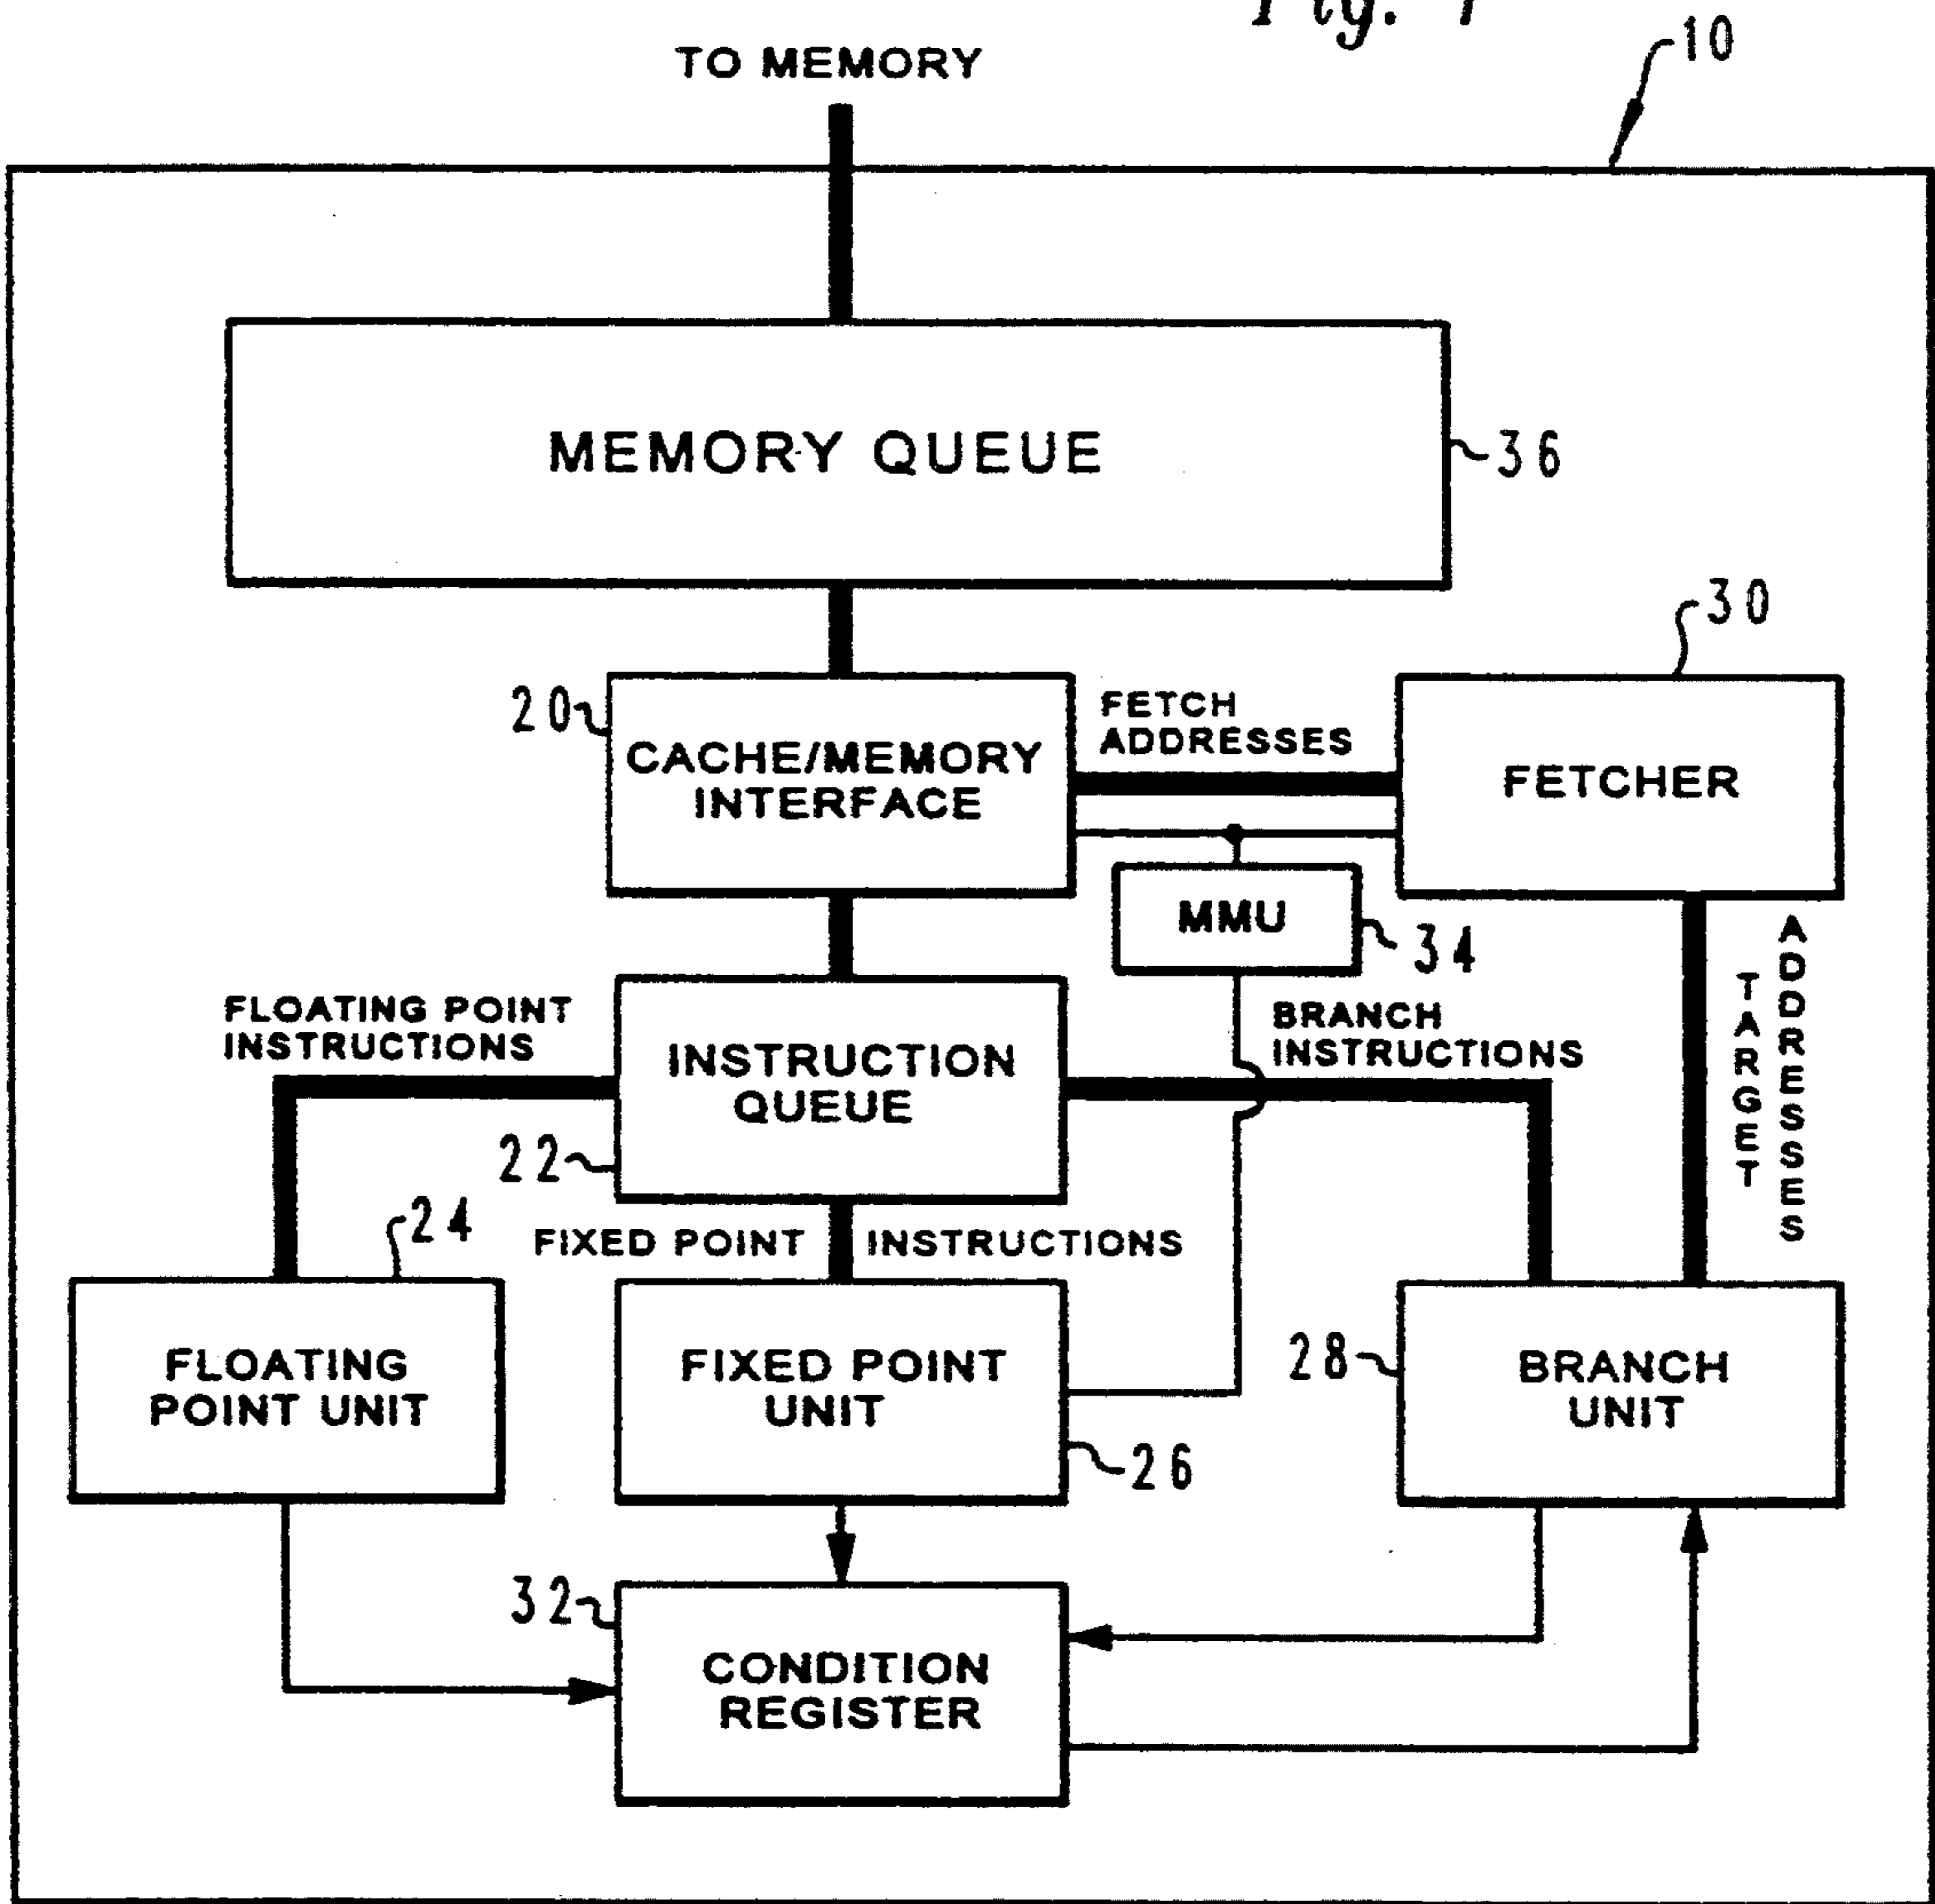 Fig. 1
10
TO MEMORY
MEMORY QUEUE
36
30
20
CACHE/MEMORY
INTERFACE
FETCH
ADDRESSES
FETCHER
MMU
34
TARGET
ADDRESSES
FLOATING POINT
INSTRUCTIONS
INSTRUCTION
QUEUE
BRANCH
INSTRUCTIONS
22
24
FIXED POINT INSTRUCTIONS
FLOATING
POINT UNIT
FIXED POINT
UNIT
28
BRANCH
UNIT
26
32
CONDITION
REGISTER